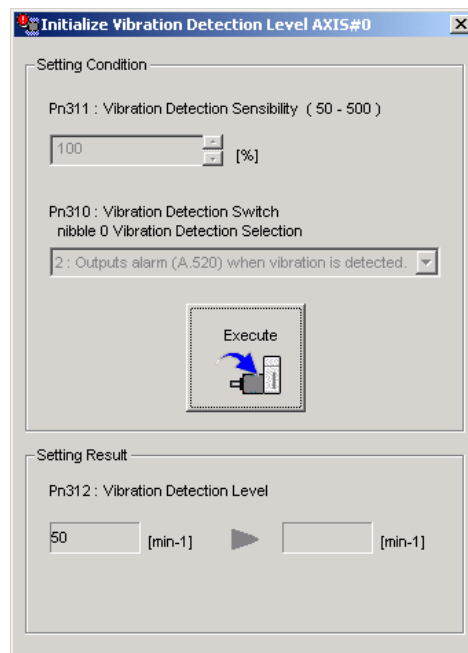 Initialize Vibration Detection Level AXIS#0
Setting Condition
Pn311 : Vibration Detection Sensibility ( 50 - 500 )
100
[%]
Pn310 : Vibration Detection Switch
nibble 0 Vibration Detection Selection
2 : Outputs alarm (A.520) when vibration is detected.
Execute
Setting Result
Pn312 : Vibration Detection Level
50 [min-1] [min-1]